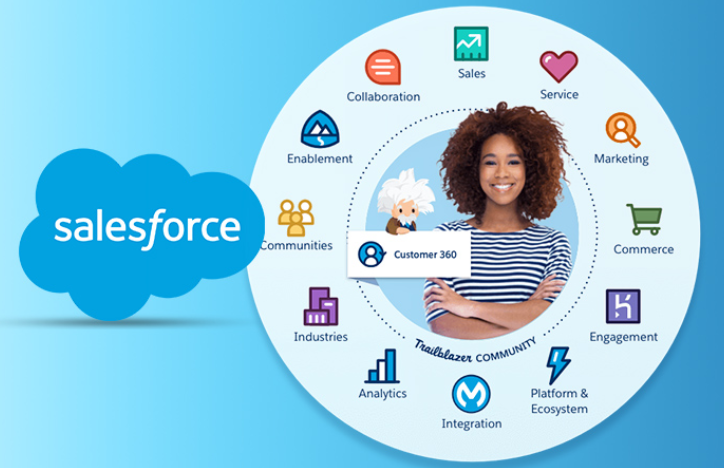 salesforce
Sales
Service
Marketing
Commerce
Engagement
Platform &
Ecosystem
Integration
Analytics
Industries
Communities
Enablement
Collaboration
Customer 360
Trailblazer COMMUNITY